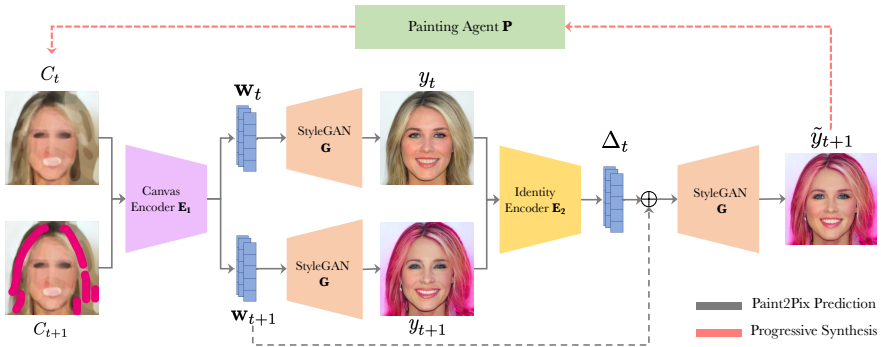 Painting Agent P
C_t
w_t
y_t
StyleGAN
G
Canvas
Encoder E_1
Identity
Encoder E_2
Δ_t
⊕
StyleGAN
G
ỹ_{t+1}
StyleGAN
G
C_{t+1}
w_{t+1}
y_{t+1}
Paint2Pix Prediction
Progressive Synthesis